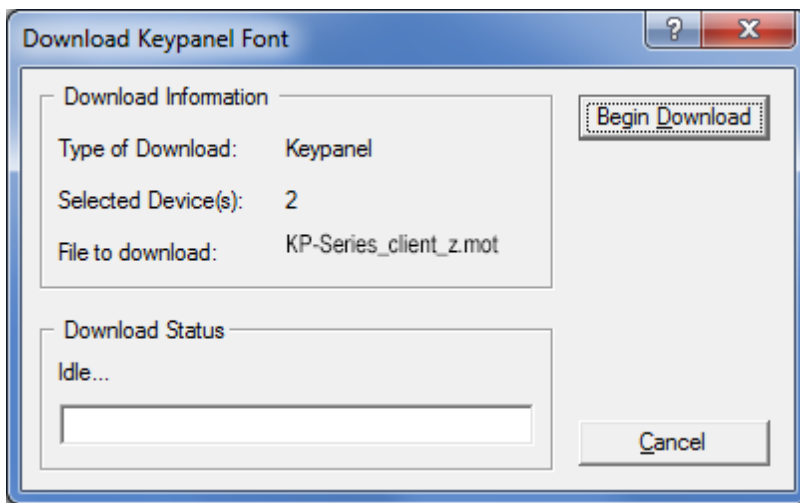 Download Keypanel Font
Download Information
Type of Download: Keypanel
Selected Device(s): 2
File to download: KP-Series_client_z.mot
Begin Download
Download Status
Idle...
Cancel